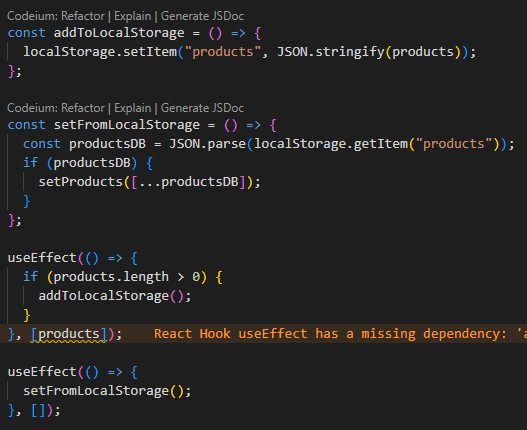 Codeium: Refactor | Explain | Generate JSDoc
const addToLocalStorage = () => {
localStorage.setItem("products", JSON.stringify(products));
};
Codeium: Refactor | Explain | Generate JSDoc
const setFromLocalStorage = () => {
const productsDB = JSON.parse(localStorage.getItem("products"));
if (productsDB) {
setProducts([...productsDB]);
}
};
useEffect(() => {
if (products.length > 0) {
addToLocalStorage();
}
}, [products]); React Hook useEffect has a missing dependency: 'a
useEffect(() => {
setFromLocalStorage();
}, []);